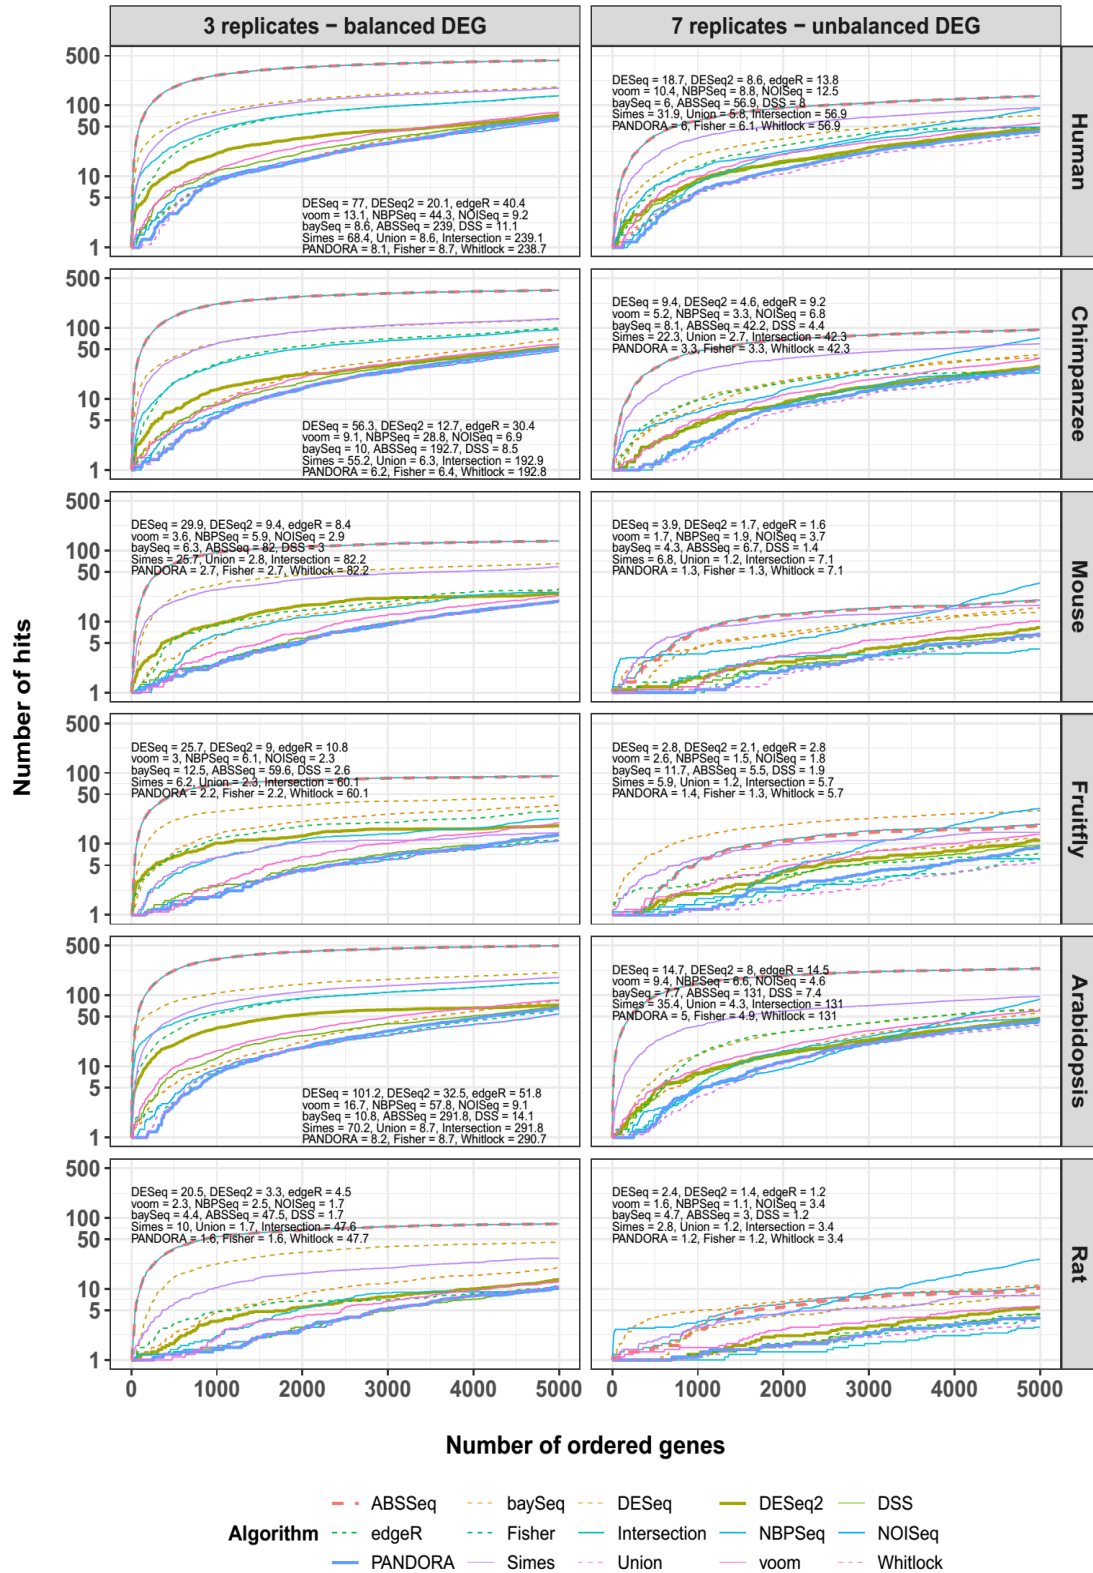 3 replicates − balanced DEG
7 replicates − unbalanced DEG
Number of hits
500
100
50
10
5
1
DESeq = 77, DESeq2 = 20.1, edgeR = 40.4
voom = 13.1, NBPSeq = 44.3, NOISeq = 9.2
baySeq = 8.6, ABSSeq = 239, DSS = 11.1
Simes = 68.4, Union = 8.6, Intersection = 239.1
PANDORA = 8.1, Fisher = 8.7, Whitlock = 238.7
DESeq = 18.7, DESeq2 = 8.6, edgeR = 13.8
voom = 10.4, NBPSeq = 8.8, NOISeq = 12.5
baySeq = 6, ABSSeq = 56.9, DSS = 8
Simes = 31.9, Union = 5.8, Intersection = 56.9
PANDORA = 6, Fisher = 6.1, Whitlock = 56.9
Human
500
100
50
10
5
1
DESeq = 56.3, DESeq2 = 12.7, edgeR = 30.4
voom = 9.1, NBPSeq = 28.8, NOISeq = 6.9
baySeq = 10, ABSSeq = 192.7, DSS = 8.5
Simes = 55.2, Union = 6.3, Intersection = 192.9
PANDORA = 6.2, Fisher = 6.4, Whitlock = 192.8
DESeq = 9.4, DESeq2 = 4.6, edgeR = 9.2
voom = 5.2, NBPSeq = 3.3, NOISeq = 6.8
baySeq = 8.1, ABSSeq = 42.2, DSS = 4.4
Simes = 22.3, Union = 2.7, Intersection = 42.3
PANDORA = 3.3, Fisher = 3.3, Whitlock = 42.3
Chimpanzee
500
100
50
10
5
1
DESeq = 29.9, DESeq2 = 9.4, edgeR = 8.4
voom = 3.6, NBPSeq = 5.9, NOISeq = 2.9
baySeq = 6.3, ABSSeq = 82, DSS = 3
Simes = 25.7, Union = 2.8, Intersection = 82.2
PANDORA = 2.7, Fisher = 2.7, Whitlock = 82.2
DESeq = 3.9, DESeq2 = 1.7, edgeR = 1.6
voom = 1.7, NBPSeq = 1.9, NOISeq = 3.7
baySeq = 4.3, ABSSeq = 6.7, DSS = 1.4
Simes = 6.8, Union = 1.2, Intersection = 7.1
PANDORA = 1.3, Fisher = 1.3, Whitlock = 7.1
Mouse
500
100
50
10
5
1
DESeq = 25.7, DESeq2 = 9, edgeR = 10.8
voom = 3, NBPSeq = 6.1, NOISeq = 2.3
baySeq = 12.5, ABSSeq = 59.6, DSS = 2.6
Simes = 6.2, Union = 2.3, Intersection = 60.1
PANDORA = 2.2, Fisher = 2.2, Whitlock = 60.1
DESeq = 2.8, DESeq2 = 2.1, edgeR = 2.8
voom = 2.6, NBPSeq = 1.5, NOISeq = 1.8
baySeq = 11.7, ABSSeq = 5.5, DSS = 1.9
Simes = 5.9, Union = 1.2, Intersection = 5.7
PANDORA = 1.4, Fisher = 1.3, Whitlock = 5.7
Fruitfly
500
100
50
10
5
1
DESeq = 101.2, DESeq2 = 32.5, edgeR = 51.8
voom = 16.7, NBPSeq = 57.8, NOISeq = 9.1
baySeq = 10.8, ABSSeq = 291.8, DSS = 14.1
Simes = 70.2, Union = 8.7, Intersection = 291.8
PANDORA = 8.2, Fisher = 8.7, Whitlock = 290.7
DESeq = 14.7, DESeq2 = 8, edgeR = 14.5
voom = 9.4, NBPSeq = 6.6, NOISeq = 4.6
baySeq = 7.7, ABSSeq = 131, DSS = 7.4
Simes = 35.4, Union = 4.3, Intersection = 131
PANDORA = 5, Fisher = 4.9, Whitlock = 131
Arabidopsis
500
100
50
10
5
1
DESeq = 20.5, DESeq2 = 3.3, edgeR = 4.5
voom = 2.3, NBPSeq = 2.5, NOISeq = 1.7
baySeq = 4.4, ABSSeq = 47.5, DSS = 1.7
Simes = 10, Union = 1.7, Intersection = 47.6
PANDORA = 1.6, Fisher = 1.6, Whitlock = 47.7
DESeq = 2.4, DESeq2 = 1.4, edgeR = 1.2
voom = 1.6, NBPSeq = 1.1, NOISeq = 3.4
baySeq = 4.7, ABSSeq = 3, DSS = 1.2
Simes = 2.8, Union = 1.2, Intersection = 3.4
PANDORA = 1.2, Fisher = 1.2, Whitlock = 3.4
Rat
0 1000 2000 3000 4000 5000
0 1000 2000 3000 4000 5000
Number of ordered genes
Algorithm
ABSSeq baySeq DESeq DESeq2 DSS
edgeR Fisher Intersection NBPSeq NOISeq
PANDORA Simes Union voom Whitlock